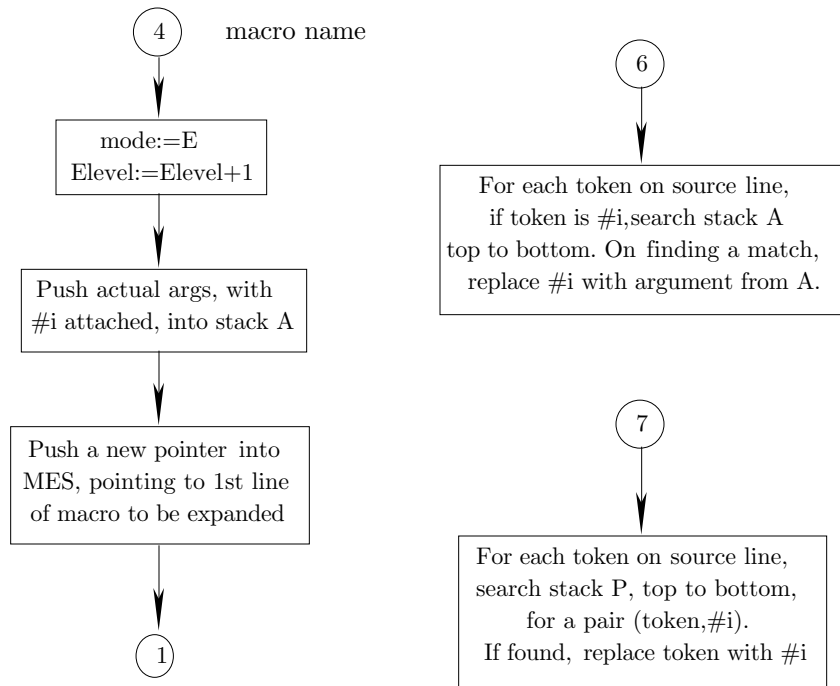 4 macro name
mode:=E
Elevel:=Elevel+1
Push actual args, with
#i attached, into stack A
Push a new pointer into
MES, pointing to 1st line
of macro to be expanded
1
6
For each token on source line,
if token is #i,search stack A
top to bottom. On finding a match,
replace #i with argument from A.
7
For each token on source line,
search stack P, top to bottom,
for a pair (token,#i).
If found, replace token with #i